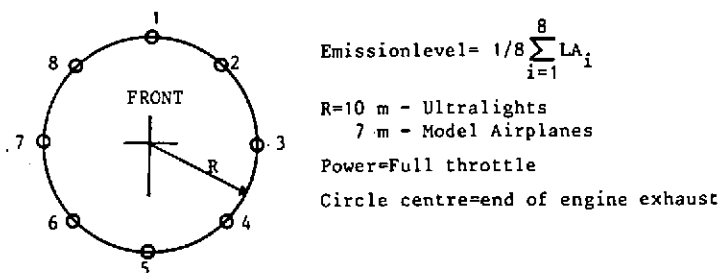 1
2
3
4
5
6
7
8
FRONT
R
Emissionlevel= 1/8 8∑i=1 LAi
R=10 m - Ultralights
7 m - Model Airplanes
Power=Full throttle
Circle centre=end of engine exhaust